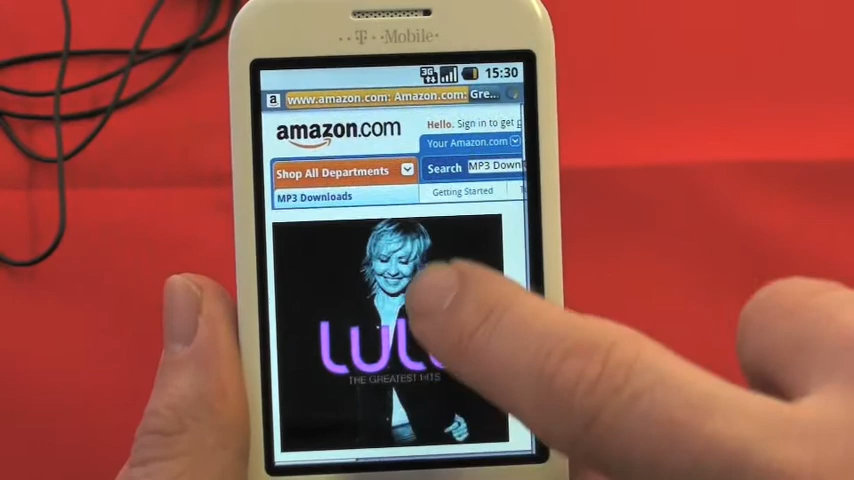 T-Mobile
3G 15:30
a www.amazon.com: Amazon.com: Gre...
amazon.com
Hello. Sign in to get
Your Amazon.com
Shop All Departments
Search MP3 Down
MP3 Downloads
Getting Started
LUL
THE GREATEST HITS